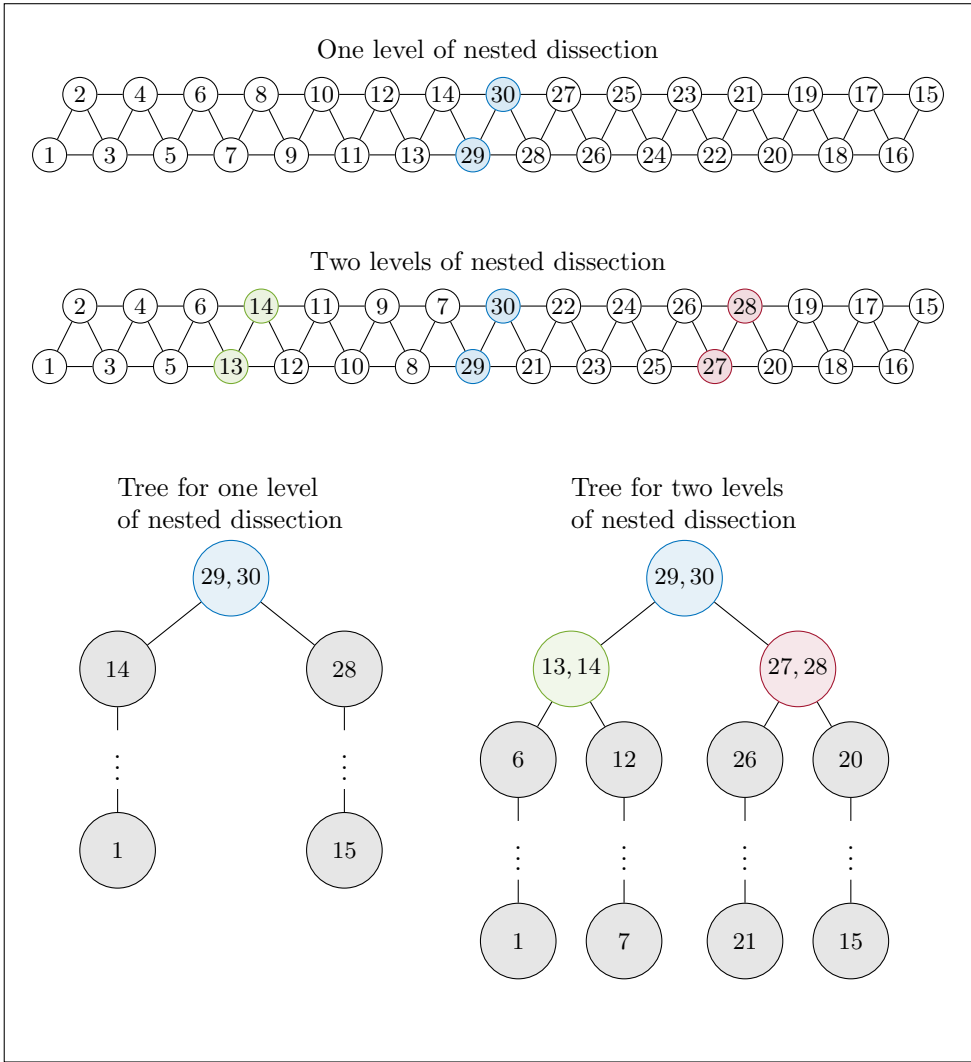 One level of nested dissection
2 4 6 8 10 12 14 30 27 25 23 21 19 17 15
1 3 5 7 9 11 13 29 28 26 24 22 20 18 16
Two levels of nested dissection
2 4 6 14 11 9 7 30 22 24 26 28 19 17 15
1 3 5 13 12 10 8 29 21 23 25 27 20 18 16
Tree for one level
of nested dissection
29, 30
14 28
⋮ ⋮
1 15
Tree for two levels
of nested dissection
29, 30
13, 14 27, 28
6 12 26 20
⋮ ⋮ ⋮ ⋮
1 7 21 15